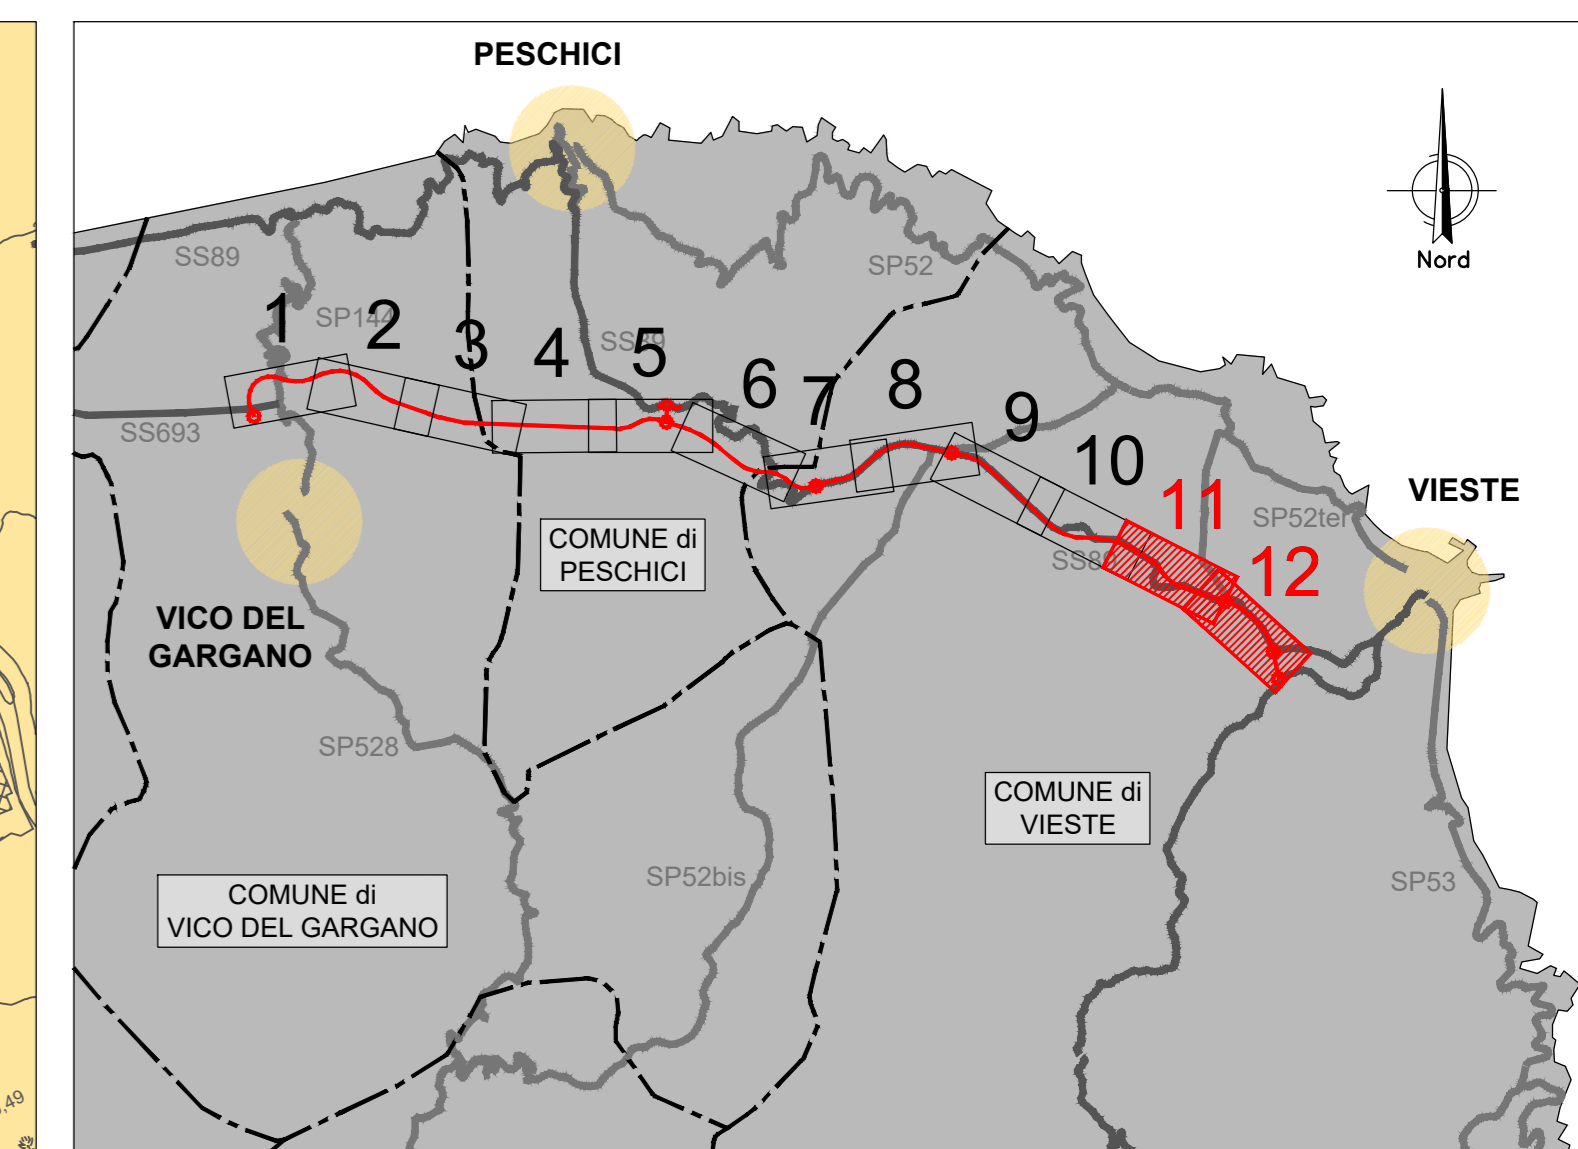 PESCHICI
Nord
SS89
SP52
1
SP144
2
3
4
SS89
5
6
7
8
9
10
11
12
SS693
SP52ter
VIESTE
SS89
COMUNE di
PESCHICI
VICO DEL
GARGANO
SP528
COMUNE di
VIESTE
SP52bis
SP53
COMUNE di
VICO DEL GARGANO
,49